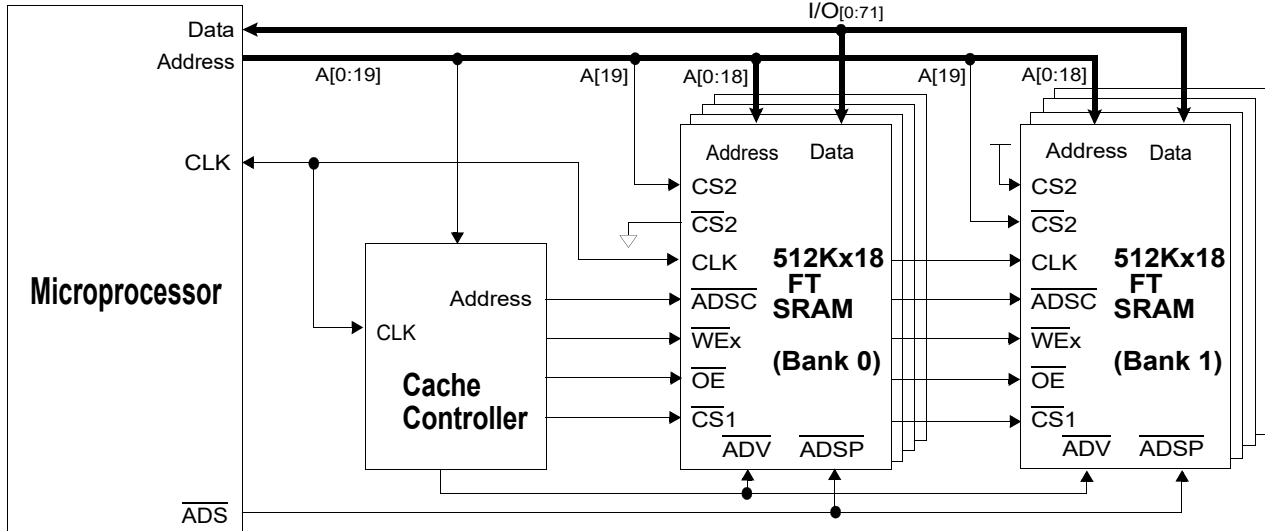 I/O[0:71]
Data
Address
A[0:19]
A[19]
A[0:18]
A[19]
A[0:18]
CLK
Microprocessor
ADS
Address
CLK
Cache
Controller
Address Data
CS2
CS2
CLK
ADSC
WEx
OE
CS1
ADV ADSP
512Kx18
FT
SRAM
(Bank 0)
Address Data
CS2
CS2
CLK
ADSC
WEx
OE
CS1
ADV ADSP
512Kx18
FT
SRAM
(Bank 1)